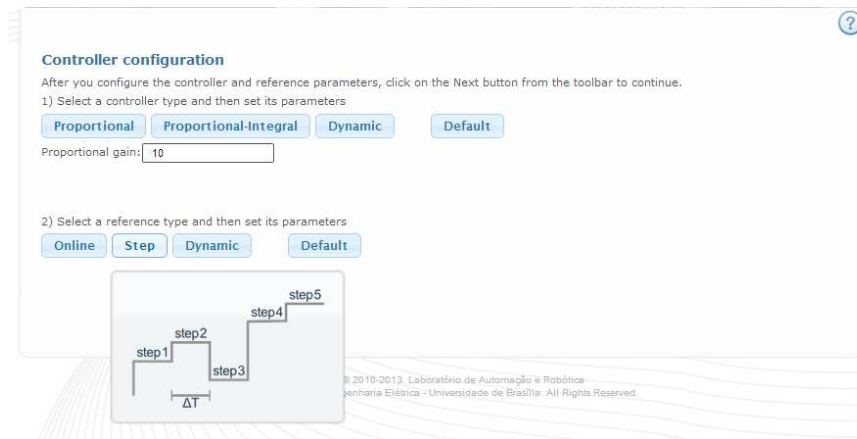 ?
Controller configuration
After you configure the controller and reference parameters, click on the Next button from the toolbar to continue.
1) Select a controller type and then set its parameters
Proportional Proportional-Integral Dynamic Default
Proportional gain: 10
2) Select a reference type and then set its parameters
Online Step Dynamic Default
step5
step4
step2
step1
step3
ΔT
2010-2013. Laboratório de Automação e Robótica
Elétrica - Universidade de Brasília. All Rights Reserved.